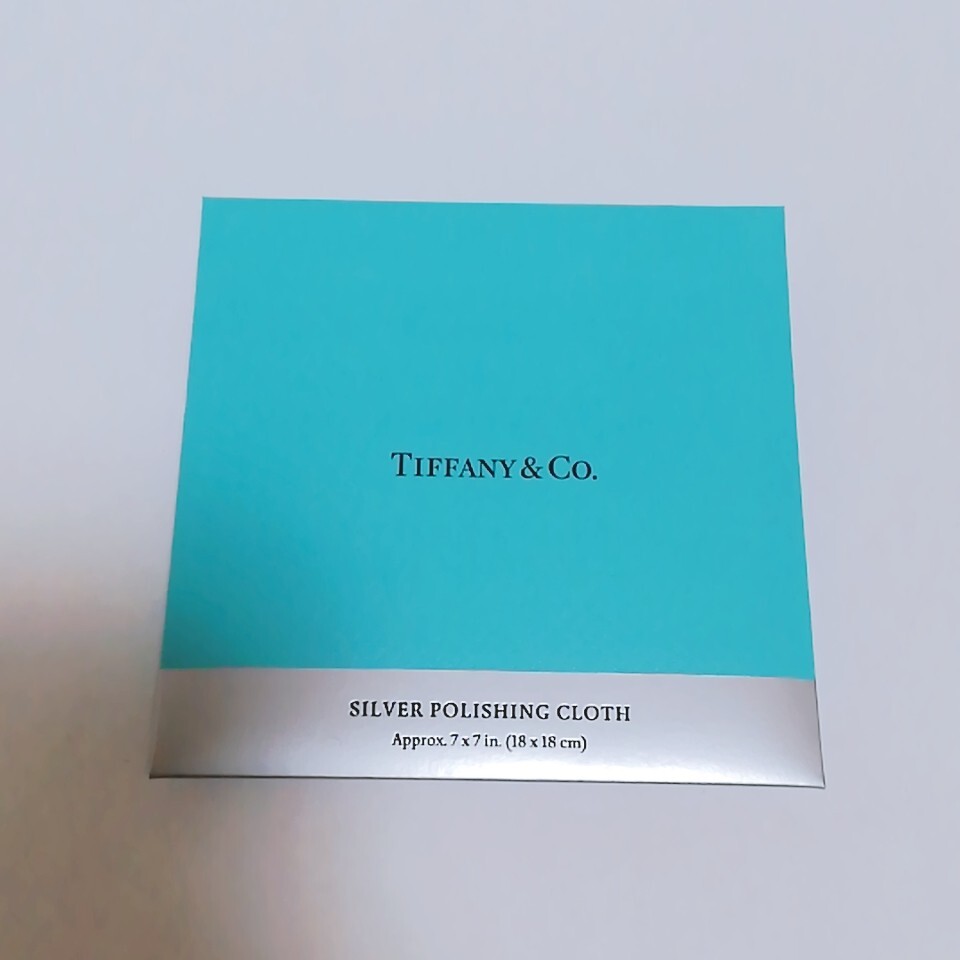 TIFFANY & CO.
SILVER POLISHING CLOTH
Approx. 7 x 7 in. (18 x 18 cm)